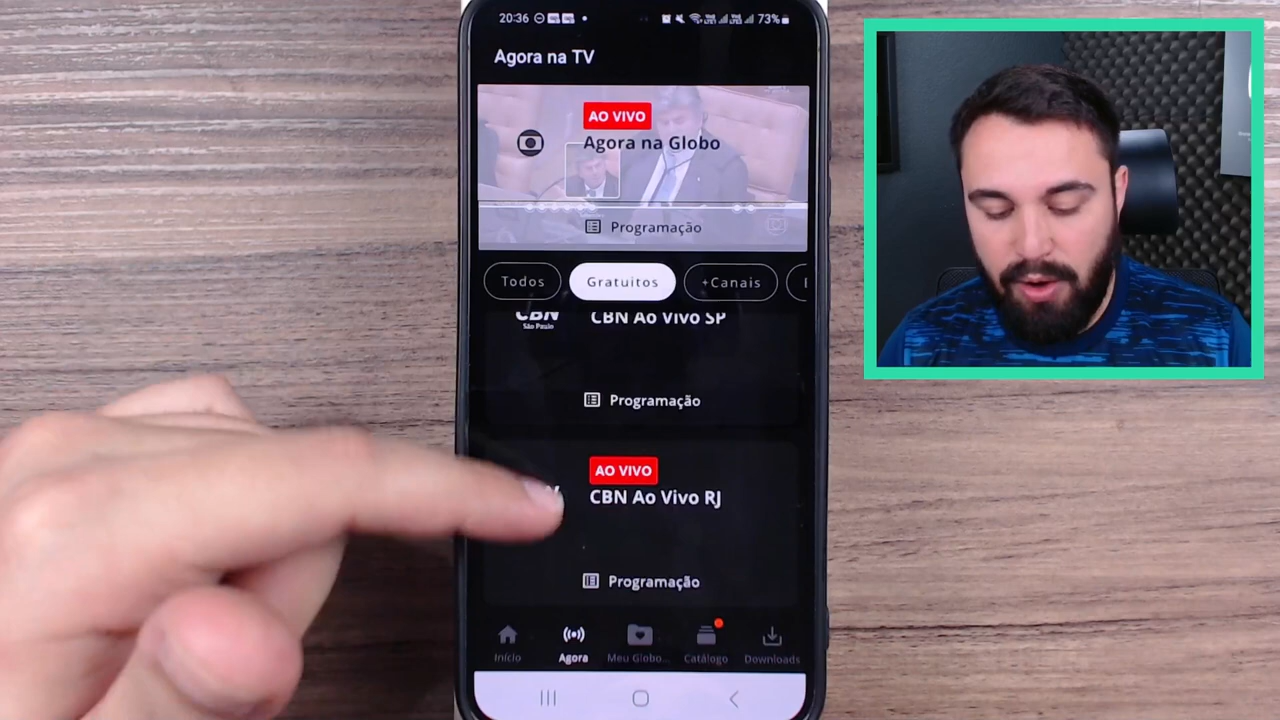 20:36
73%
Agora na TV
AO VIVO
Agora na Globo
Programação
Todos
Gratuitos
+Canais
CBN
São Paulo
CBN Ao Vivo SP
Programação
AO VIVO
CBN Ao Vivo RJ
Programação
Início
Agora
Meu Globo...
Catálogo
Downloads